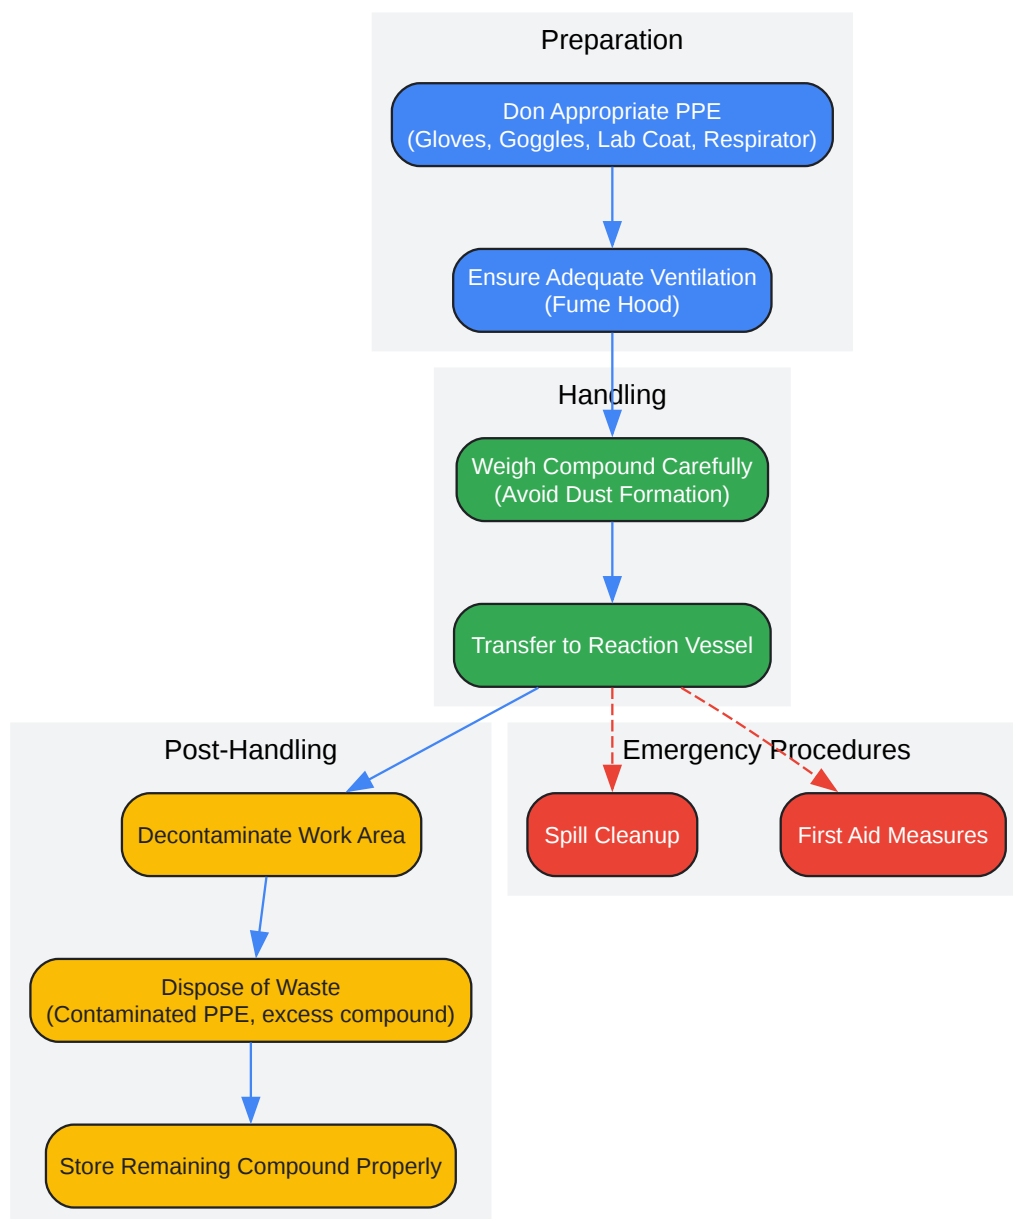 Preparation
Don Appropriate PPE
(Gloves, Goggles, Lab Coat, Respirator)
Ensure Adequate Ventilation
(Fume Hood)
Handling
Weigh Compound Carefully
(Avoid Dust Formation)
Transfer to Reaction Vessel
Post-Handling
Decontaminate Work Area
Dispose of Waste
(Contaminated PPE, excess compound)
Store Remaining Compound Properly
Emergency Procedures
Spill Cleanup
First Aid Measures